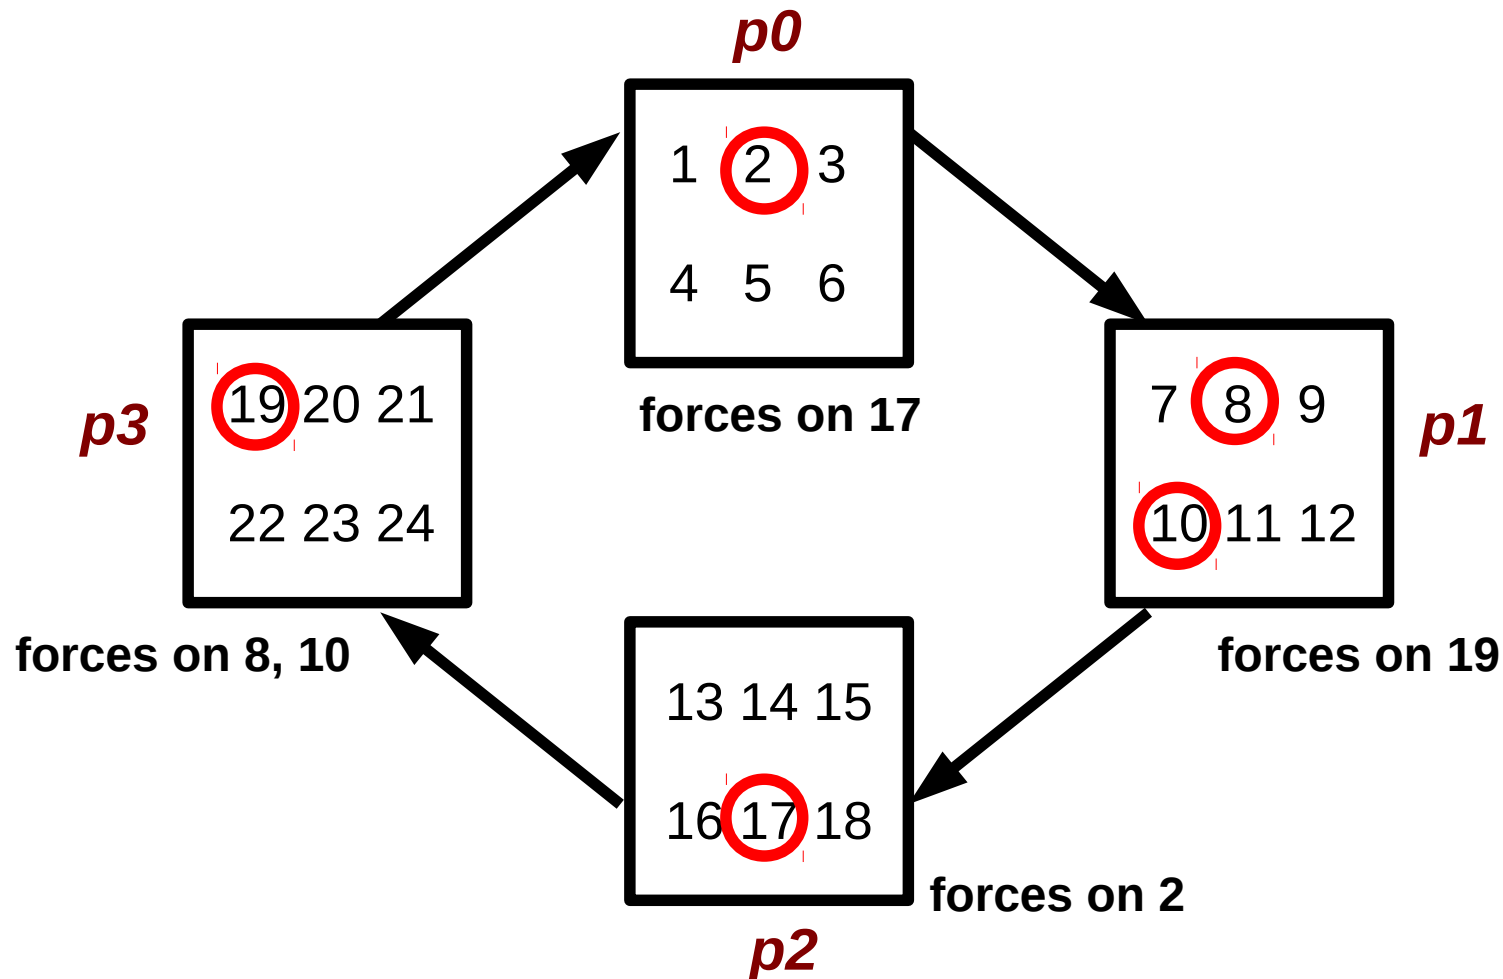 p0
1 2 3
4 5 6
forces on 17
p3
19 20 21
22 23 24
forces on 8, 10
7 8 9
10 11 12
p1
forces on 19
13 14 15
16 17 18
forces on 2
p2